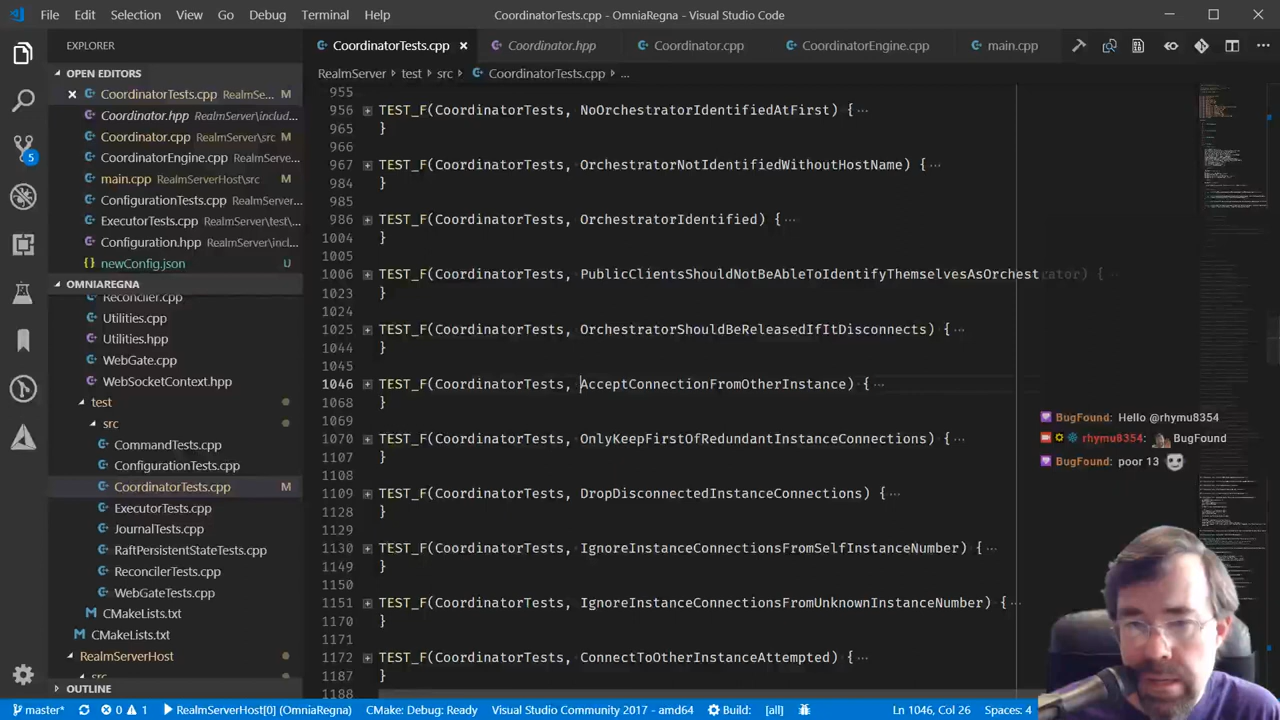 File Edit Selection View Go Debug Terminal Help CoordinatorTests.cpp - OmniaRegna - Visual Studio Code
EXPLORER
CoordinatorTests.cpp Coordinator.hpp Coordinator.cpp CoordinatorEngine.cpp main.cpp
OPEN EDITORS
CoordinatorTests.cpp RealmSe... M
Coordinator.hpp RealmServer\includ...
Coordinator.cpp RealmServer\src M
CoordinatorEngine.cpp RealmServe...
main.cpp RealmServerHost\src M
ConfigurationTests.cpp RealmServer...
ExecutorTests.cpp RealmServer\test\...
Configuration.hpp RealmServer\incl...
{} newConfig.json U
OMNIAREGNA
Reconciler.cpp
Utilities.cpp
Utilities.hpp
WebGate.cpp
WebSocketContext.hpp
test
src
CommandTests.cpp
ConfigurationTests.cpp
CoordinatorTests.cpp M
ExecutorTests.cpp
JournalTests.cpp
RaftPersistentStateTests.cpp
ReconcilerTests.cpp
WebGateTests.cpp
CMakeLists.txt
CMakeLists.txt
RealmServerHost
src
OUTLINE
5
RealmServer > test > src > CoordinatorTests.cpp > ...
955
956 TEST_F(CoordinatorTests, NoOrchestratorIdentifiedAtFirst) {...
965 }
966
967 TEST_F(CoordinatorTests, OrchestratorNotIdentifiedWithoutHostName) {...
984 }
985
986 TEST_F(CoordinatorTests, OrchestratorIdentified) {...
1004 }
1005
1006 TEST_F(CoordinatorTests, PublicClientsShouldNotBeAbleToIdentifyThemselvesAsOrchestrator) {...
1023 }
1024
1025 TEST_F(CoordinatorTests, OrchestratorShouldBeReleasedIfItDisconnects) {...
1044 }
1045
1046 TEST_F(CoordinatorTests, AcceptConnectionFromOtherInstance) {...
1068 }
1069
1070 TEST_F(CoordinatorTests, OnlyKeepFirstOfRedundantInstanceConnections) {...
1107 }
1108
1109 TEST_F(CoordinatorTests, DropDisconnectedInstanceConnections) {...
1128 }
1129
1130 TEST_F(CoordinatorTests, IgnoreInstanceConnectionsFromSelfInstanceNumber) {...
1149 }
1150
1151 TEST_F(CoordinatorTests, IgnoreInstanceConnectionsFromUnknownInstanceNumber) {...
1170 }
1171
1172 TEST_F(CoordinatorTests, ConnectToOtherInstanceAttempted) {...
1187 }
1188
BugFound: Hello @rhymu8354
rhymu8354: BugFound
BugFound: poor 13
master* 0 1 RealmServerHost[0] (OmniaRegna) CMake: Debug: Ready Visual Studio Community 2017 - amd64 Build: [all] Ln 1046, Col 26 Spaces: 4